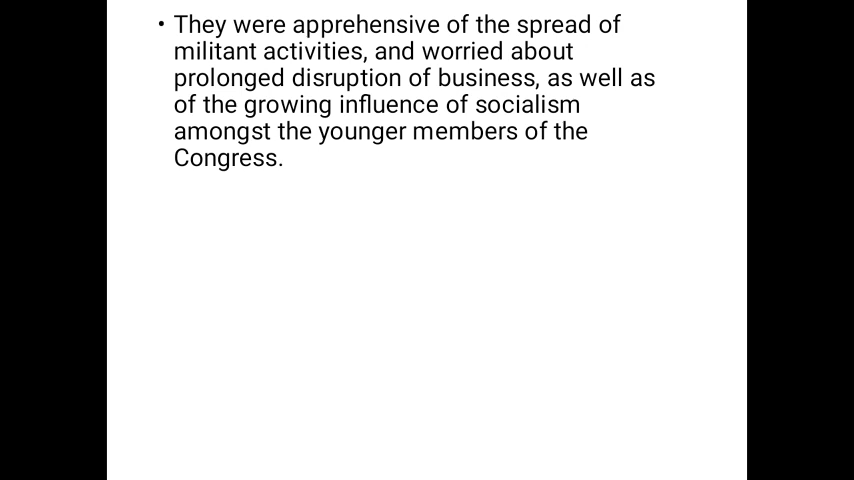 • They were apprehensive of the spread of
militant activities, and worried about
prolonged disruption of business, as well as
of the growing influence of socialism
amongst the younger members of the
Congress.